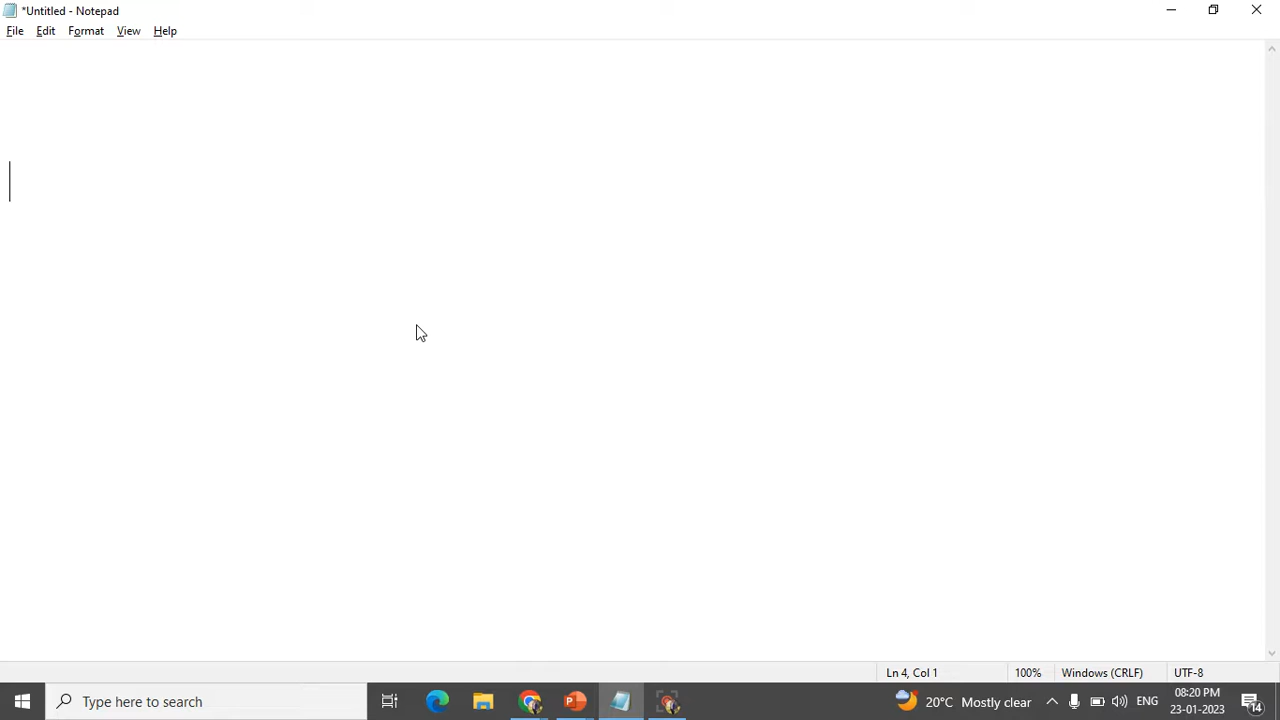 *Untitled - Notepad
File Edit Format View Help
Ln 4, Col 1 100% Windows (CRLF) UTF-8
Type here to search
20°C Mostly clear
ENG
08:20 PM
23-01-2023
14